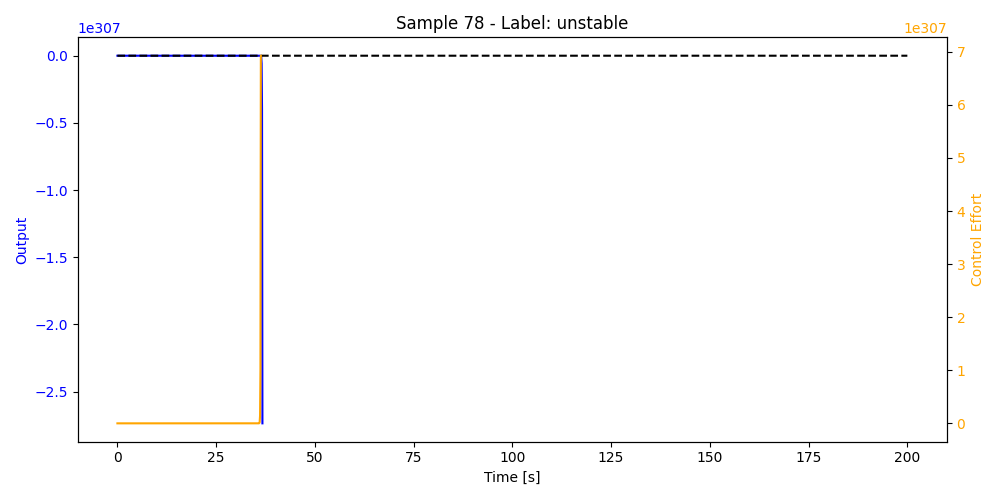 Sample 78 - Label: unstable
1e307
1e307
0.0
−0.5
−1.0
−1.5
−2.0
−2.5
Output
7
6
5
4
3
2
1
0
Control Effort
0 25 50 75 100 125 150 175 200
Time [s]